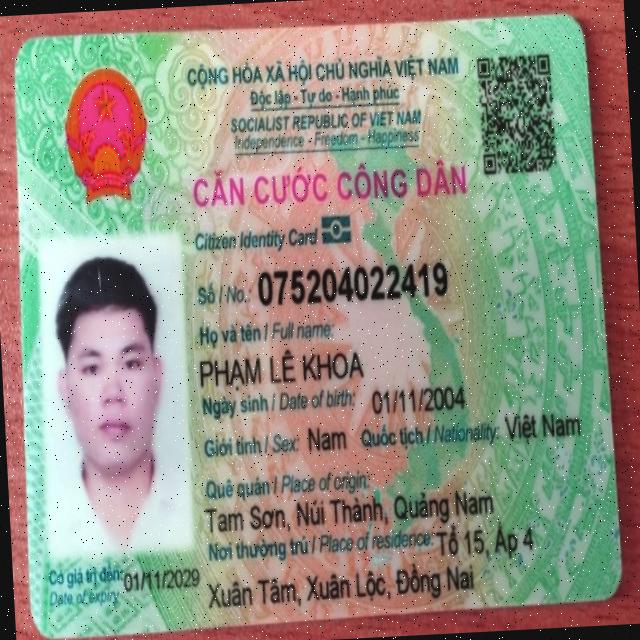 CỘNG HÒA XÃ HỘI CHỦ NGHĨA VIỆT NAM
Độc lập - Tự do - Hạnh phúc
SOCIALIST REPUBLIC OF VIET NAM
Independence - Freedom - Happiness
CĂN CƯỚC CÔNG DÂN
Citizen Identity Card
Số / No.: 075204022419
Họ và tên / Full name:
PHẠM LÊ KHOA
Ngày sinh / Date of birth: 01/11/2004
Giới tính / Sex: Nam Quốc tịch / Nationality: Việt Nam
Quê quán / Place of origin:
Tam Sơn, Núi Thành, Quảng Nam
Nơi thường trú / Place of residence: Tổ 15, Ấp 4
Xuân Tâm, Xuân Lộc, Đồng Nai
Có giá trị đến: 01/11/2029
Date of expiry